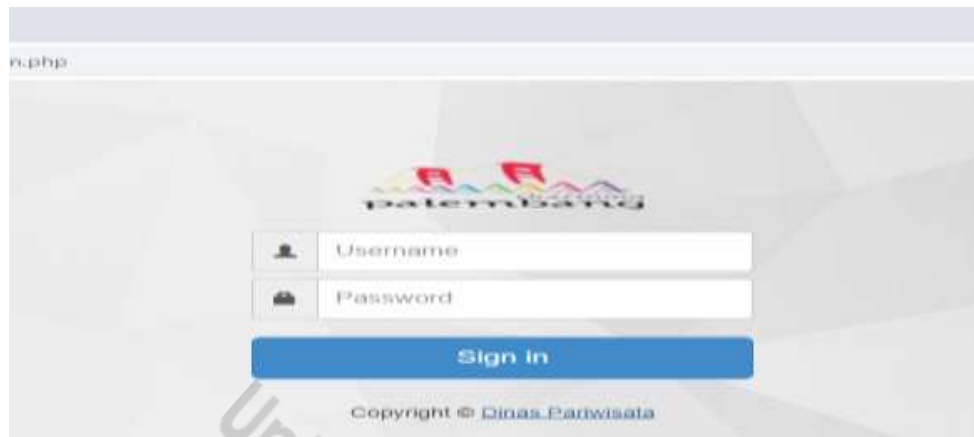 n.php
palembang
Username
Password
Sign In
Copyright © Dinas Pariwisata